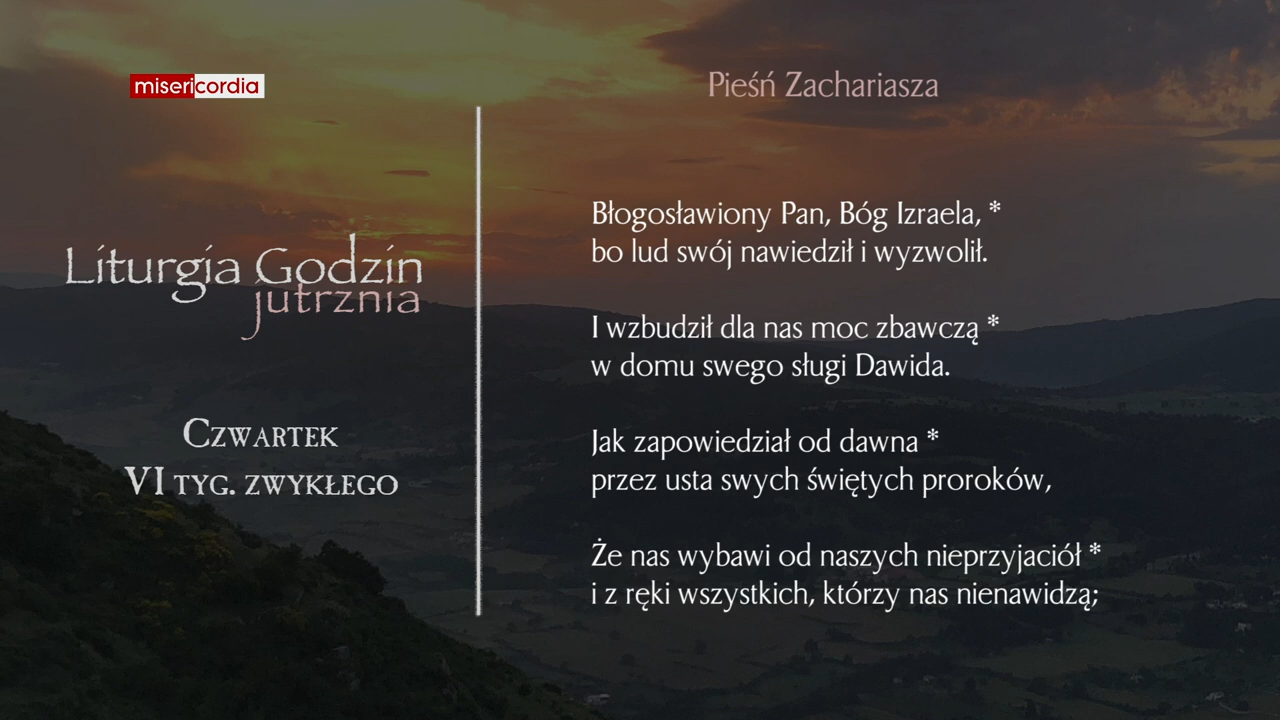 misericordia
Liturgia Godzin
jutrznia
Czwartek
VI tyg. zwykłego
Pieśń Zachariasza
Błogosławiony Pan, Bóg Izraela, *
bo lud swój nawiedził i wyzwolił.
I wzbudził dla nas moc zbawczą *
w domu swego sługi Dawida.
Jak zapowiedział od dawna *
przez usta swych świętych proroków,
Że nas wybawi od naszych nieprzyjaciół *
i z ręki wszystkich, którzy nas nienawidzą;